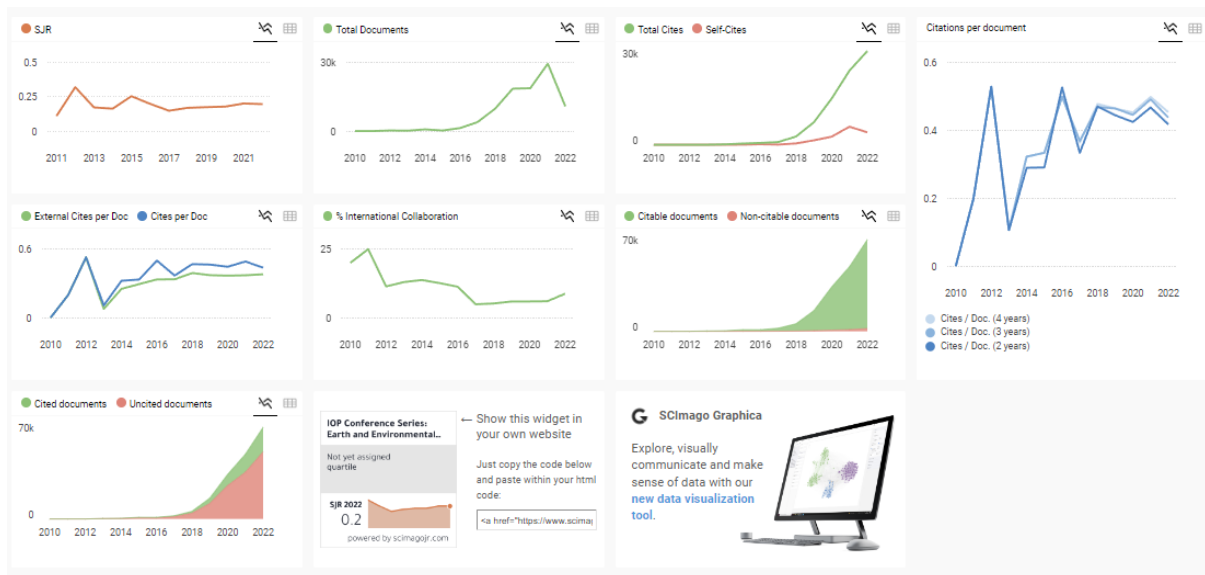 SJR
0.5
0.25
0
2011 2013 2015 2017 2019 2021
Total Documents
30k
0
2010 2012 2014 2016 2018 2020 2022
Total Cites Self-Cites
30k
0
2010 2012 2014 2016 2018 2020 2022
Citations per document
0.6
0.4
0.2
0
2010 2012 2014 2016 2018 2020 2022
Cites / Doc. (4 years)
Cites / Doc. (3 years)
Cites / Doc. (2 years)
External Cites per Doc Cites per Doc
0.6
0
2010 2012 2014 2016 2018 2020 2022
% International Collaboration
25
0
2010 2012 2014 2016 2018 2020 2022
Citable documents Non-citable documents
70k
0
2010 2012 2014 2016 2018 2020 2022
Cited documents Uncited documents
70k
0
2010 2012 2014 2016 2018 2020 2022
IOP Conference Series:
Earth and Environmental...
Not yet assigned
quartile
SJR 2022
0.2
powered by scimagojr.com
← Show this widget in
your own website
Just copy the code below
and paste within your html
code:
<a href="https://www.scimag
SCImago Graphica
Explore, visually
communicate and make
sense of data with our
new data visualization
tool.